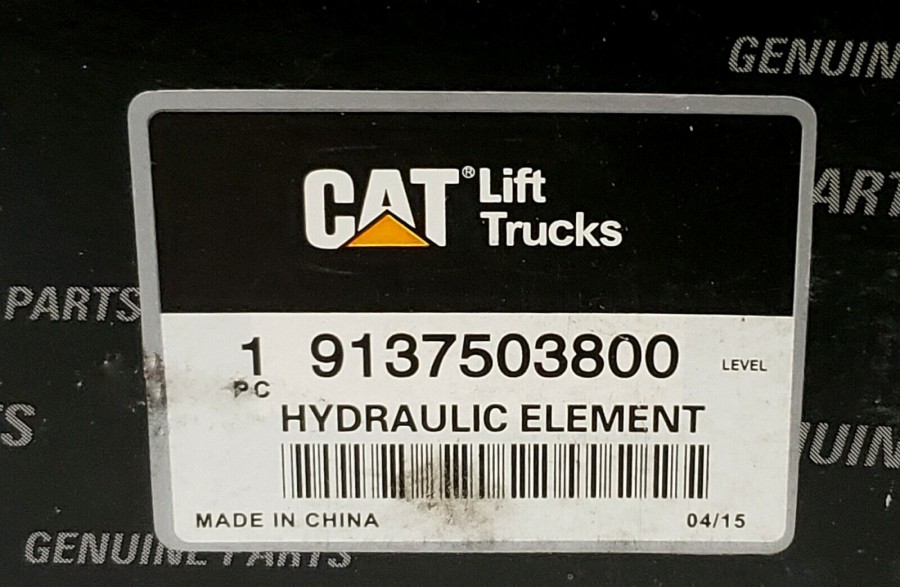 GENUIN
ART
PARTS
S
UIN
GENUINE PARTS
CAT® Lift
Trucks
1 9137503800 LEVEL
PC
HYDRAULIC ELEMENT
MADE IN CHINA 04/15